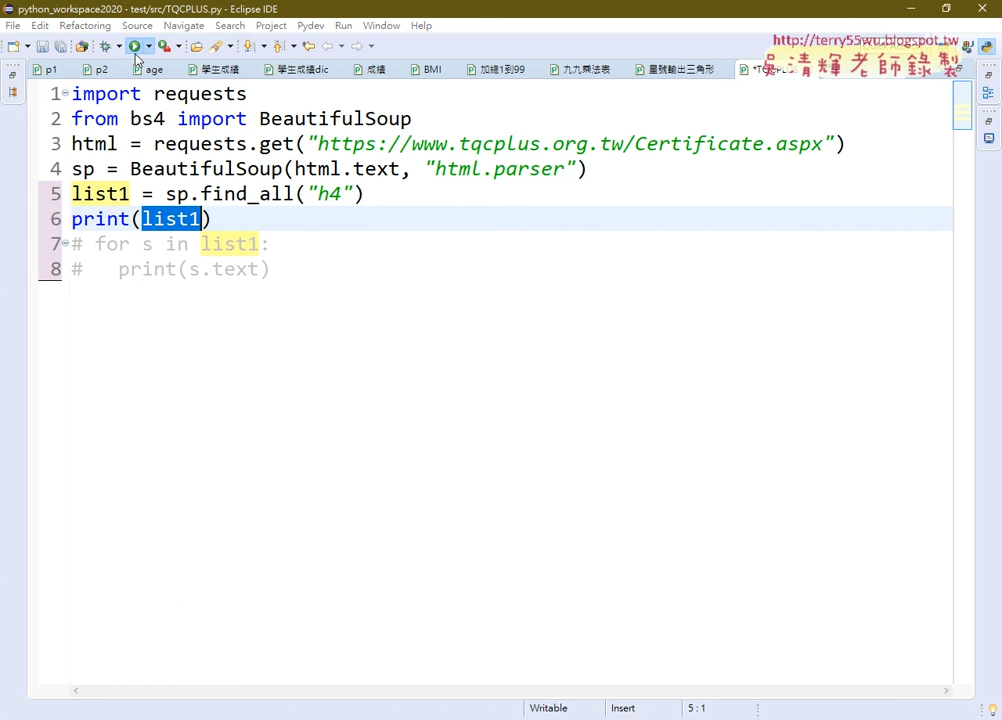 python_workspace2020 - test/src/TQCPLUS.py - Eclipse IDE
File Edit Refactoring Source Navigate Search Project Pydev Run Window Help
http://terry55wu.blogspot.tw
吳清輝老師錄製
p1 p2 age 學生成績 學生成績dic 成績 BMI 加總1到99 九九乘法表 星號輸出三角形
1 import requests
2 from bs4 import BeautifulSoup
3 html = requests.get("https://www.tqcplus.org.tw/Certificate.aspx")
4 sp = BeautifulSoup(html.text, "html.parser")
5 list1 = sp.find_all("h4")
6 print(list1)
7 # for s in list1:
8 #   print(s.text)
Writable Insert 5 : 1